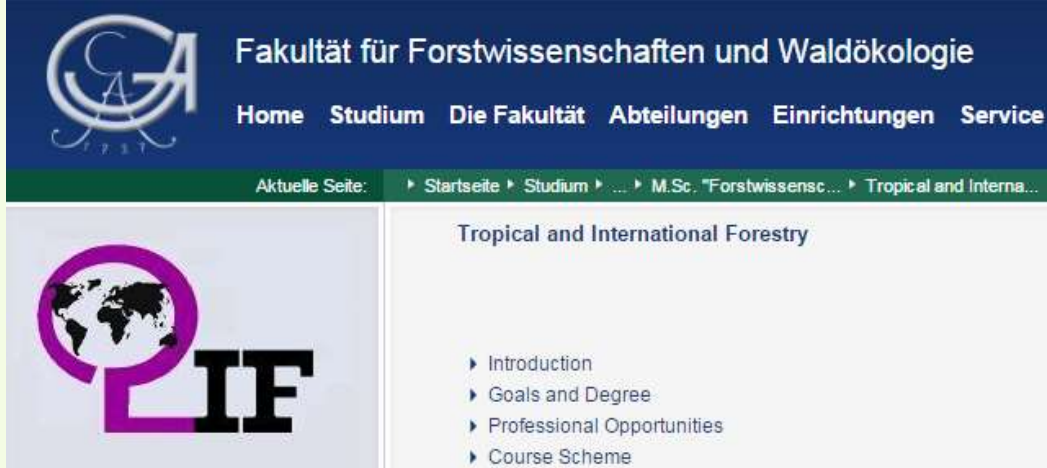 Fakultät für Forstwissenschaften und Waldökologie
Home Studium Die Fakultät Abteilungen Einrichtungen Service
1737
Aktuelle Seite: Startseite Studium ... M.Sc. "Forstwissensc... Tropical and Interna...
Tropical and International Forestry
IF
Introduction
Goals and Degree
Professional Opportunities
Course Scheme